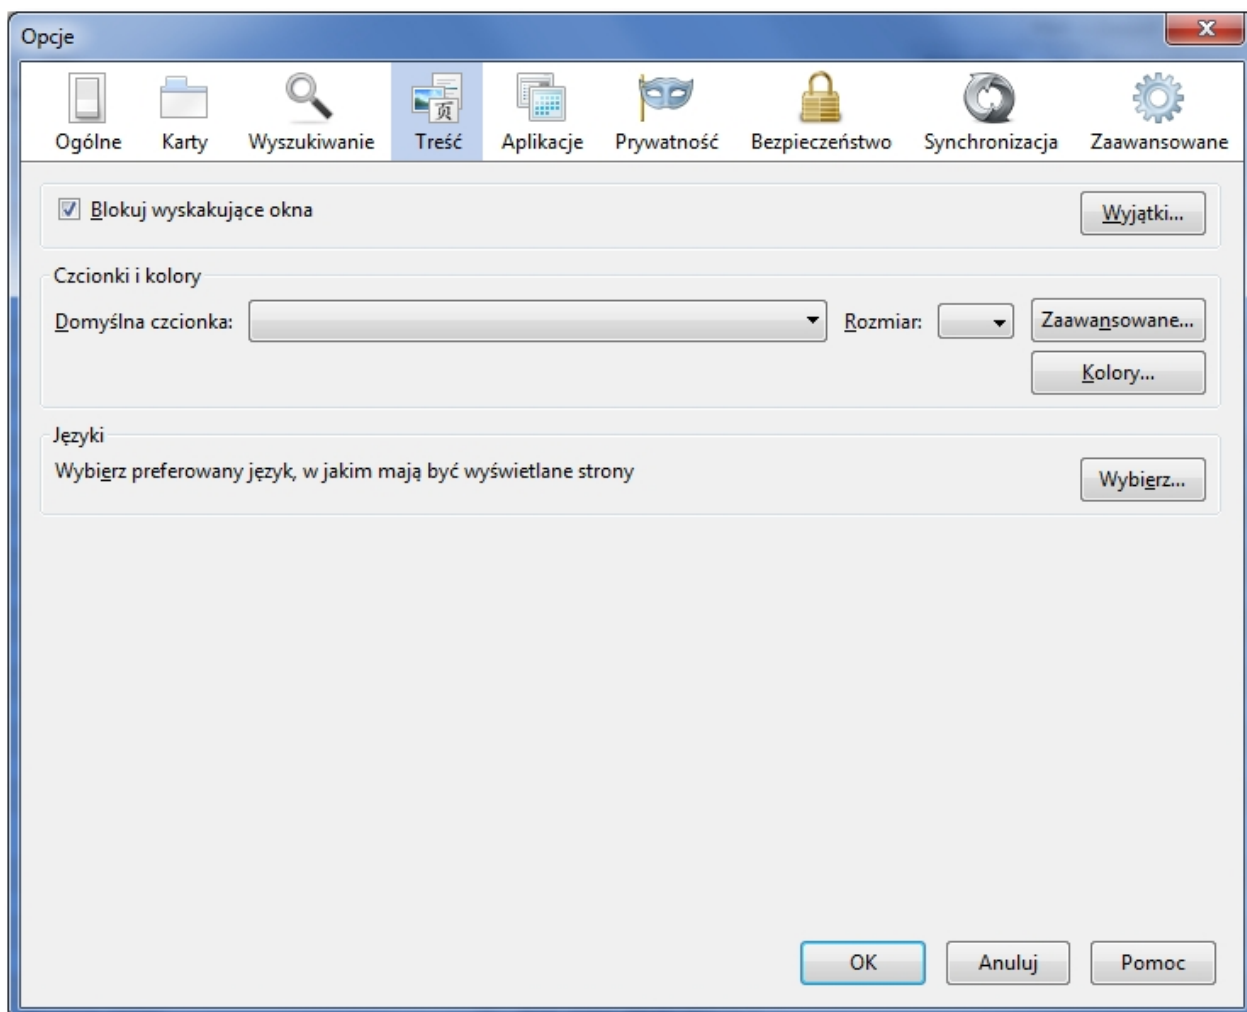 Opcje
Ogólne Karty Wyszukiwanie Treść Aplikacje Prywatność Bezpieczeństwo Synchronizacja Zaawansowane
Blokuj wyskakujące okna Wyjątki...
Czcionki i kolory
Domyślna czcionka: Rozmiar: Zaawansowane...
Kolory...
Języki
Wybierz preferowany język, w jakim mają być wyświetlane strony Wybierz...
OK Anuluj Pomoc